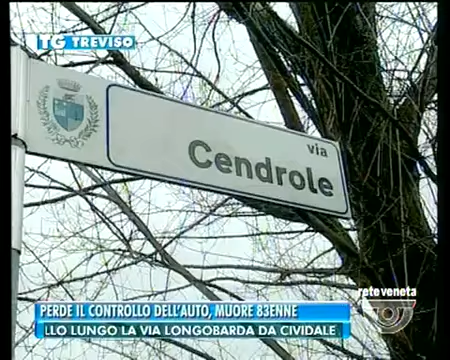 TG TREVISO
via
Cendrole
PERDE IL CONTROLLO DELL'AUTO, MUORE 83ENNE
LLO LUNGO LA VIA LONGOBARDA DA CIVIDALE
reteveneta